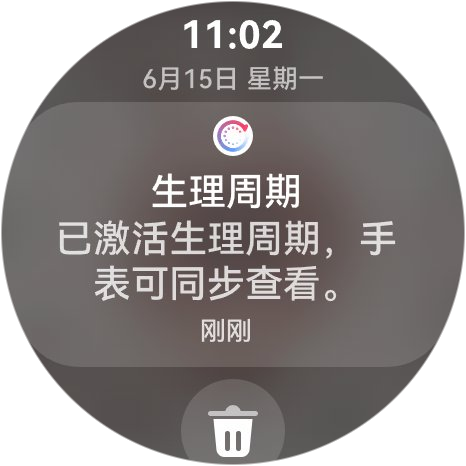 11:02
6月15日 星期一
生理周期
已激活生理周期，手
表可同步查看。
刚刚